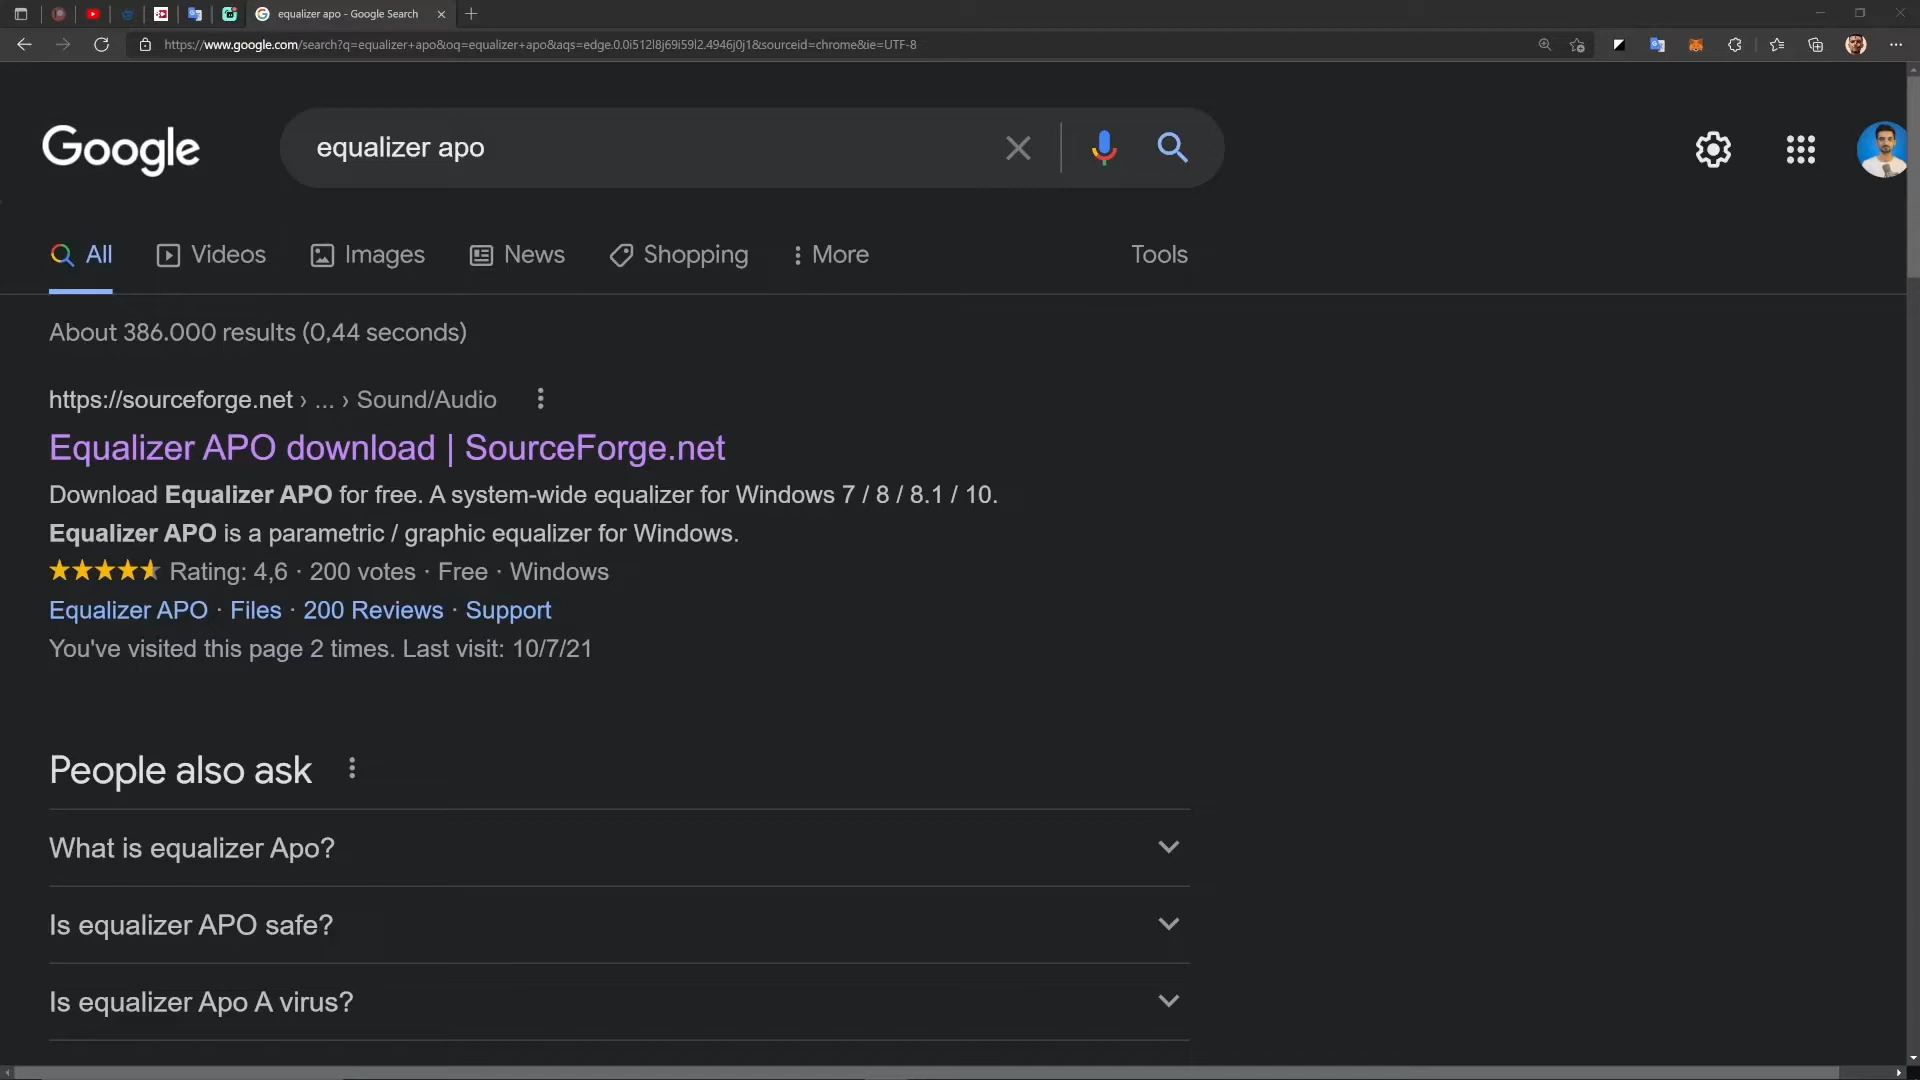 equalizer apo - Google Search
https://www.google.com/search?q=equalizer+apo&oq=equalizer+apo&aqs=edge.0.0i512l8j69i59l2.4946j0j1&sourceid=chrome&ie=UTF-8
Google
equalizer apo
All
Videos
Images
News
Shopping
More
Tools
About 386.000 results (0,44 seconds)
https://sourceforge.net › ... › Sound/Audio
Equalizer APO download | SourceForge.net
Download Equalizer APO for free. A system-wide equalizer for Windows 7 / 8 / 8.1 / 10.
Equalizer APO is a parametric / graphic equalizer for Windows.
Rating: 4,6 · 200 votes · Free · Windows
Equalizer APO · Files · 200 Reviews · Support
You've visited this page 2 times. Last visit: 10/7/21
People also ask
What is equalizer Apo?
Is equalizer APO safe?
Is equalizer Apo A virus?